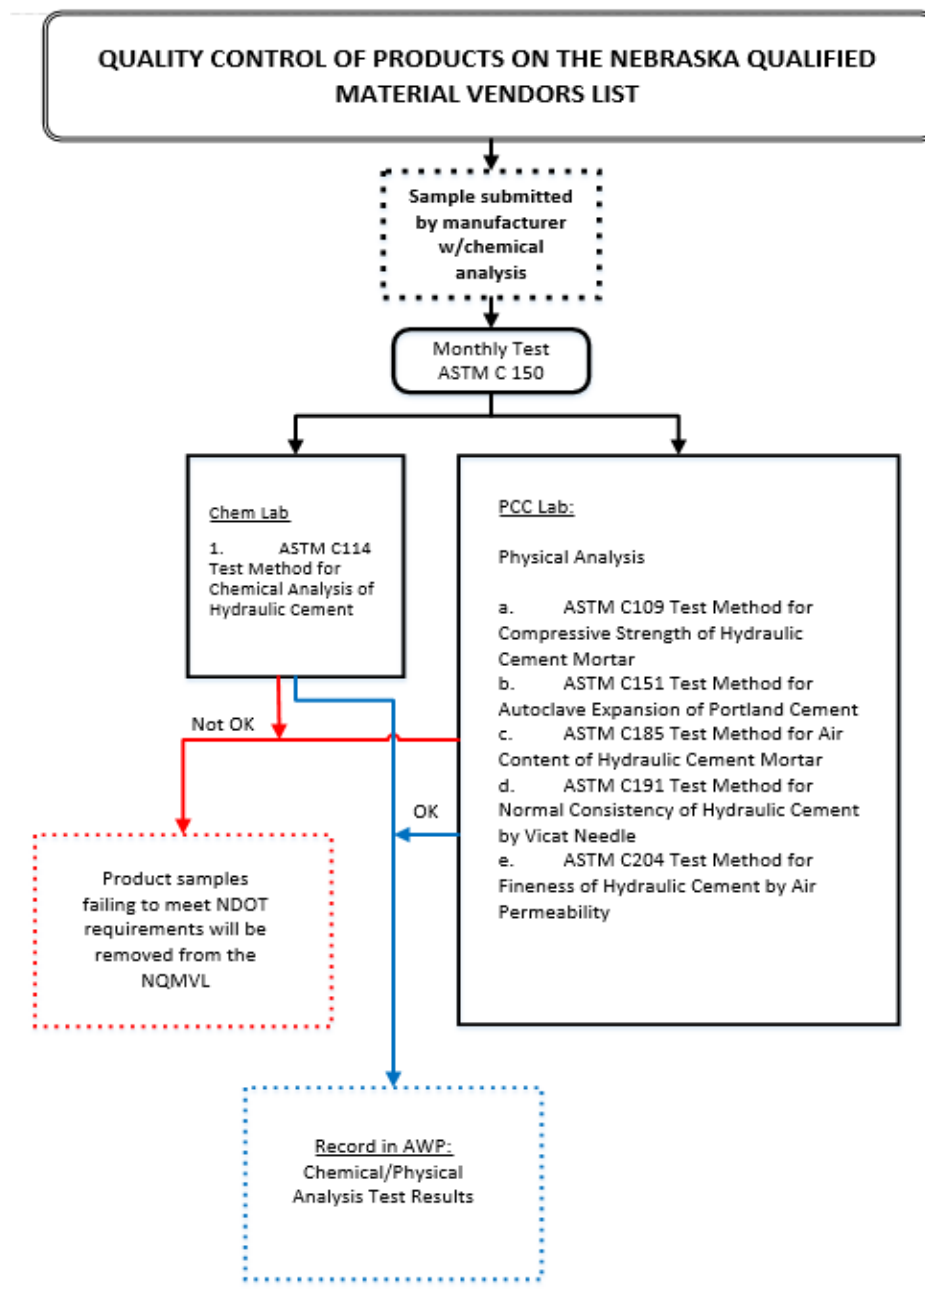 QUALITY CONTROL OF PRODUCTS ON THE NEBRASKA QUALIFIED
MATERIAL VENDORS LIST
Sample submitted
by manufacturer
w/chemical
analysis
Monthly Test
ASTM C 150
Chem Lab
1. ASTM C114
Test Method for
Chemical Analysis of
Hydraulic Cement
PCC Lab:
Physical Analysis
a. ASTM C109 Test Method for
Compressive Strength of Hydraulic
Cement Mortar
b. ASTM C151 Test Method for
Autoclave Expansion of Portland Cement
c. ASTM C185 Test Method for Air
Content of Hydraulic Cement Mortar
d. ASTM C191 Test Method for
Normal Consistency of Hydraulic Cement
by Vicat Needle
e. ASTM C204 Test Method for
Fineness of Hydraulic Cement by Air
Permeability
Not OK
OK
Product samples
failing to meet NDOT
requirements will be
removed from the
NQMVL
Record in AWP:
Chemical/Physical
Analysis Test Results